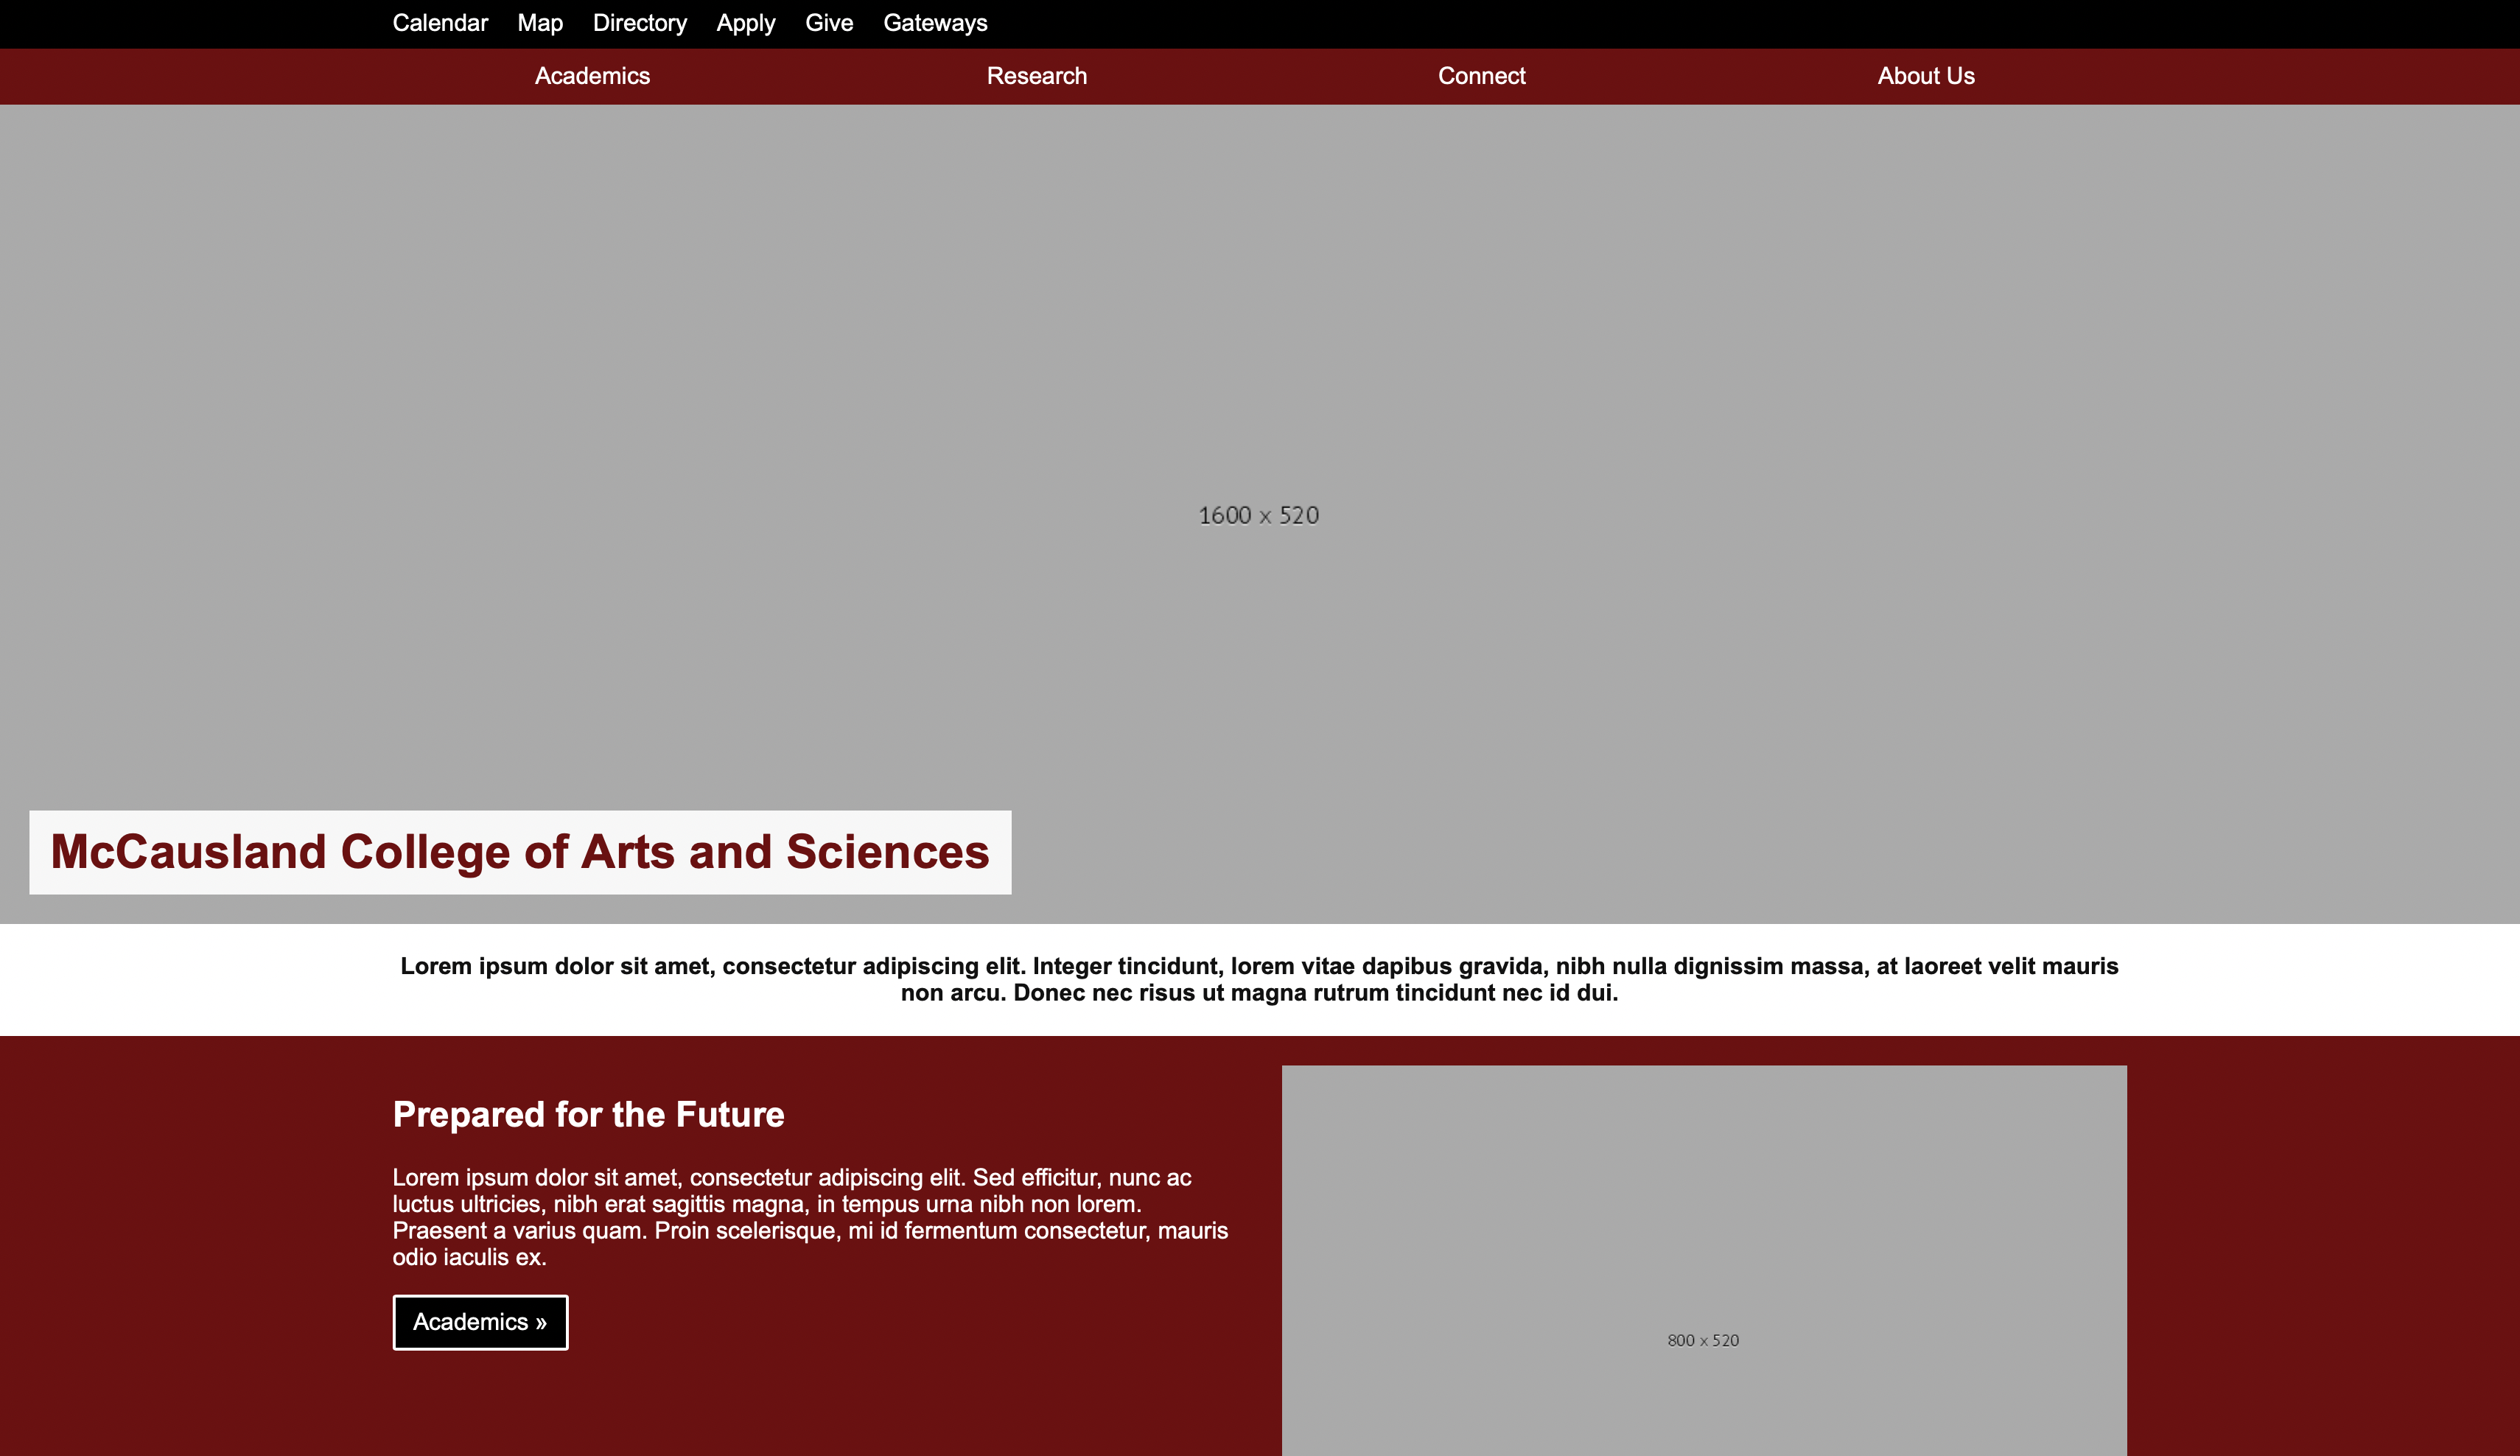 Calendar Map Directory Apply Give Gateways
Academics Research Connect About Us
1600 x 520
McCausland College of Arts and Sciences
Lorem ipsum dolor sit amet, consectetur adipiscing elit. Integer tincidunt, lorem vitae dapibus gravida, nibh nulla dignissim massa, at laoreet velit mauris
non arcu. Donec nec risus ut magna rutrum tincidunt nec id dui.
Prepared for the Future
Lorem ipsum dolor sit amet, consectetur adipiscing elit. Sed efficitur, nunc ac
luctus ultricies, nibh erat sagittis magna, in tempus urna nibh non lorem.
Praesent a varius quam. Proin scelerisque, mi id fermentum consectetur, mauris
odio iaculis ex.
Academics »
800 x 520